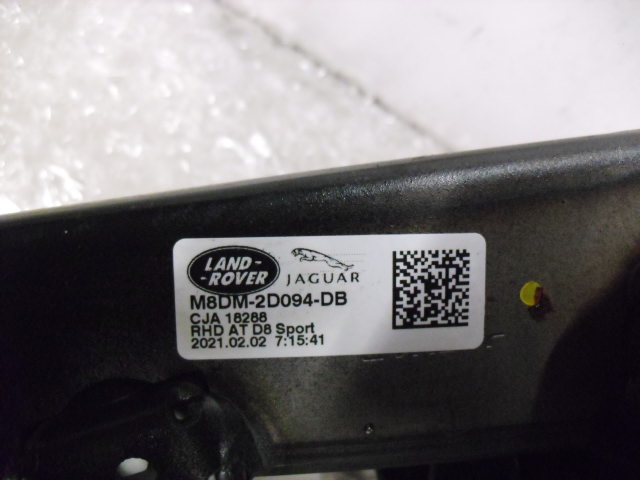 LAND-
-ROVER
JAGUAR
M8DM-2D094-DB
CJA 18288
RHD AT D8 Sport
2021.02.02 7:15:41